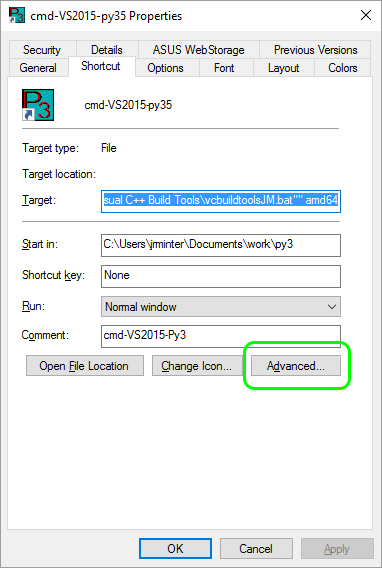 cmd-VS2015-py35 Properties
Security Details ASUS WebStorage Previous Versions
General Shortcut Options Font Layout Colors
P3
cmd-VS2015-py35
Target type: File
Target location:
Target: sual C++ Build Tools\vcbuildtoolsJM.bat"" amd64
Start in: C:\Users\jminter\Documents\work\py3
Shortcut key: None
Run: Normal window
Comment: cmd-VS2015-Py3
Open File Location Change Icon... Advanced...
OK Cancel Apply